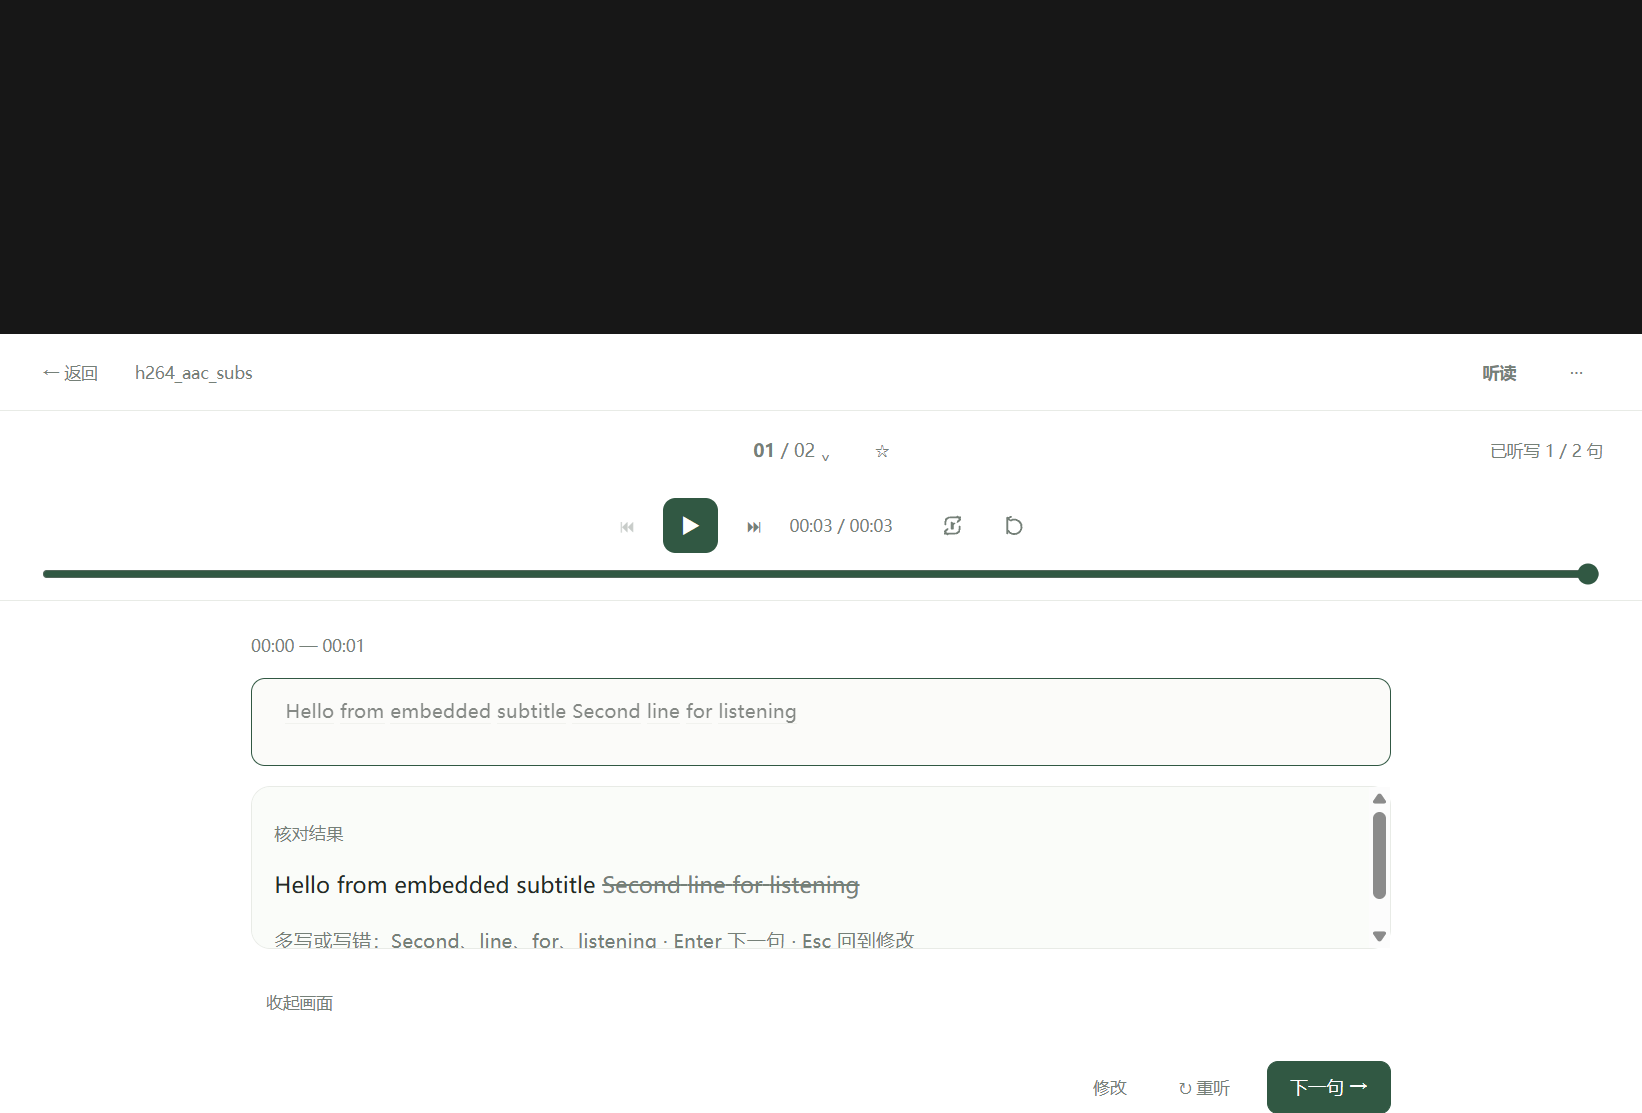 ← 返回 h264_aac_subs 听读 ···
01 / 02 ˅ ☆ 已听写 1 / 2 句
00:03 / 00:03
00:00 — 00:01
Hello from embedded subtitle Second line for listening
核对结果
Hello from embedded subtitle Second line for listening
多写或写错：Second、line、for、listening · Enter 下一句 · Esc 回到修改
收起画面
修改 ↻ 重听 下一句 →